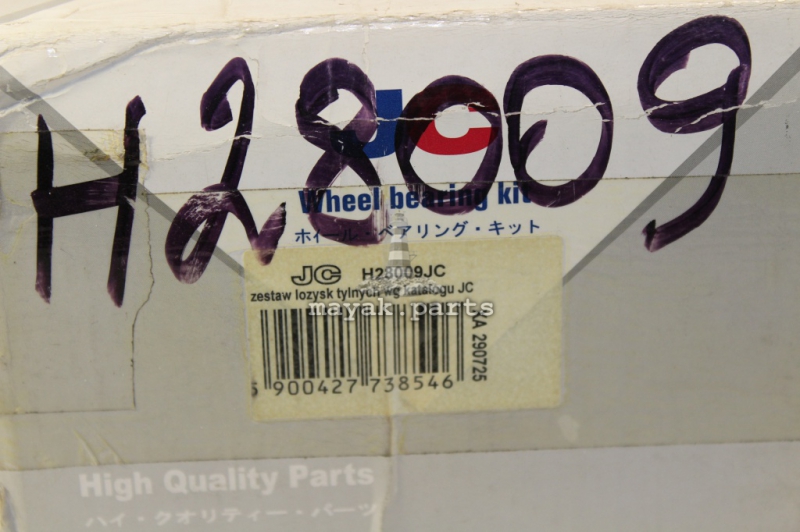 H28009
JC
Wheel bearing kit
ホイール・ベアリング・キット
JC H28009JC
zestaw lozysk tylnych wg katalogu JC
mayak.parts
KA 290725
5 900427 738546
High Quality Parts
ハイ・クオリティー・パーツ